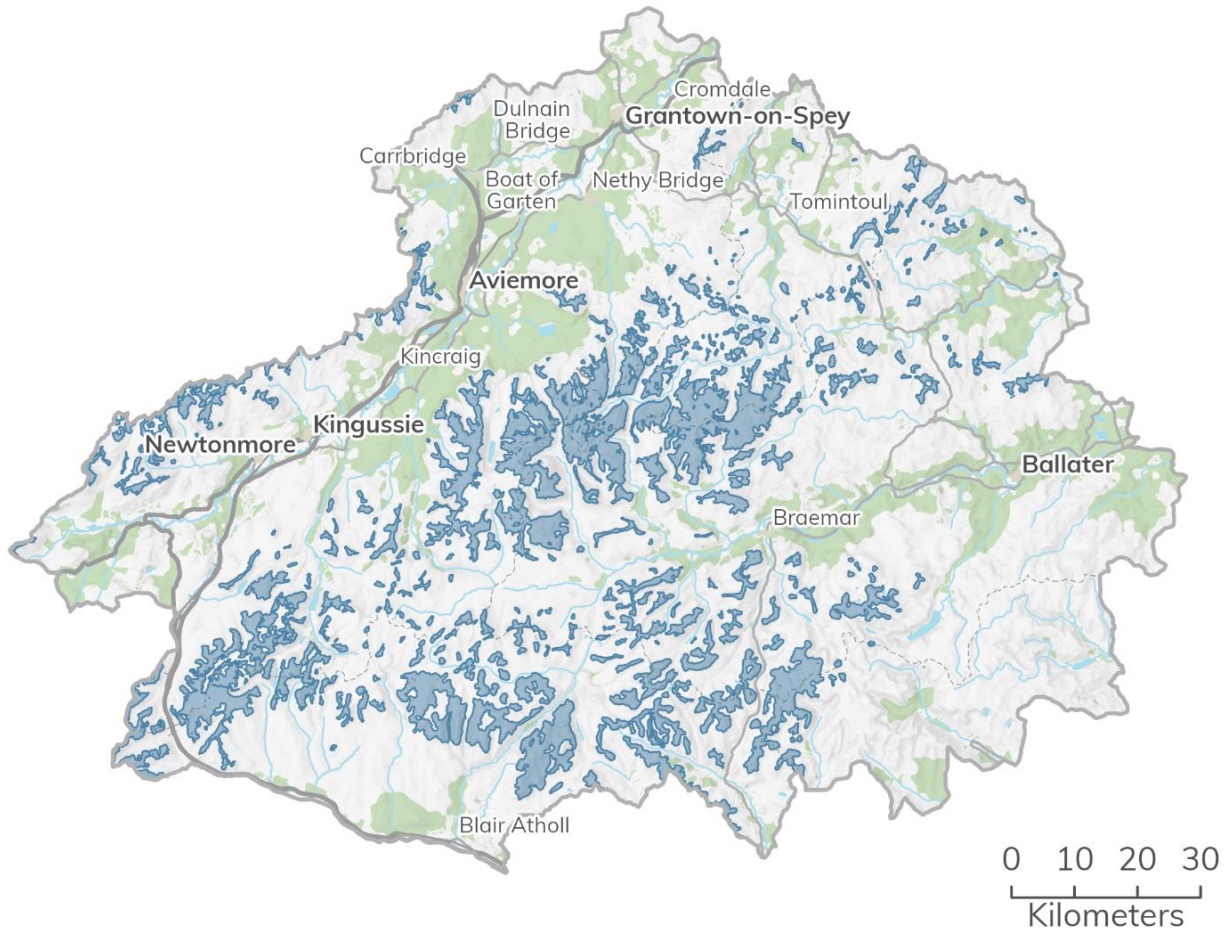 Cromdale
Dulnain
Bridge
Grantown-on-Spey
Carrbridge
Boat of
Garten
Nethy Bridge
Tomintoul
Aviemore
Kincraig
Kingussie
Newtonmore
Ballater
Braemar
Blair Atholl
0 10 20 30
Kilometers